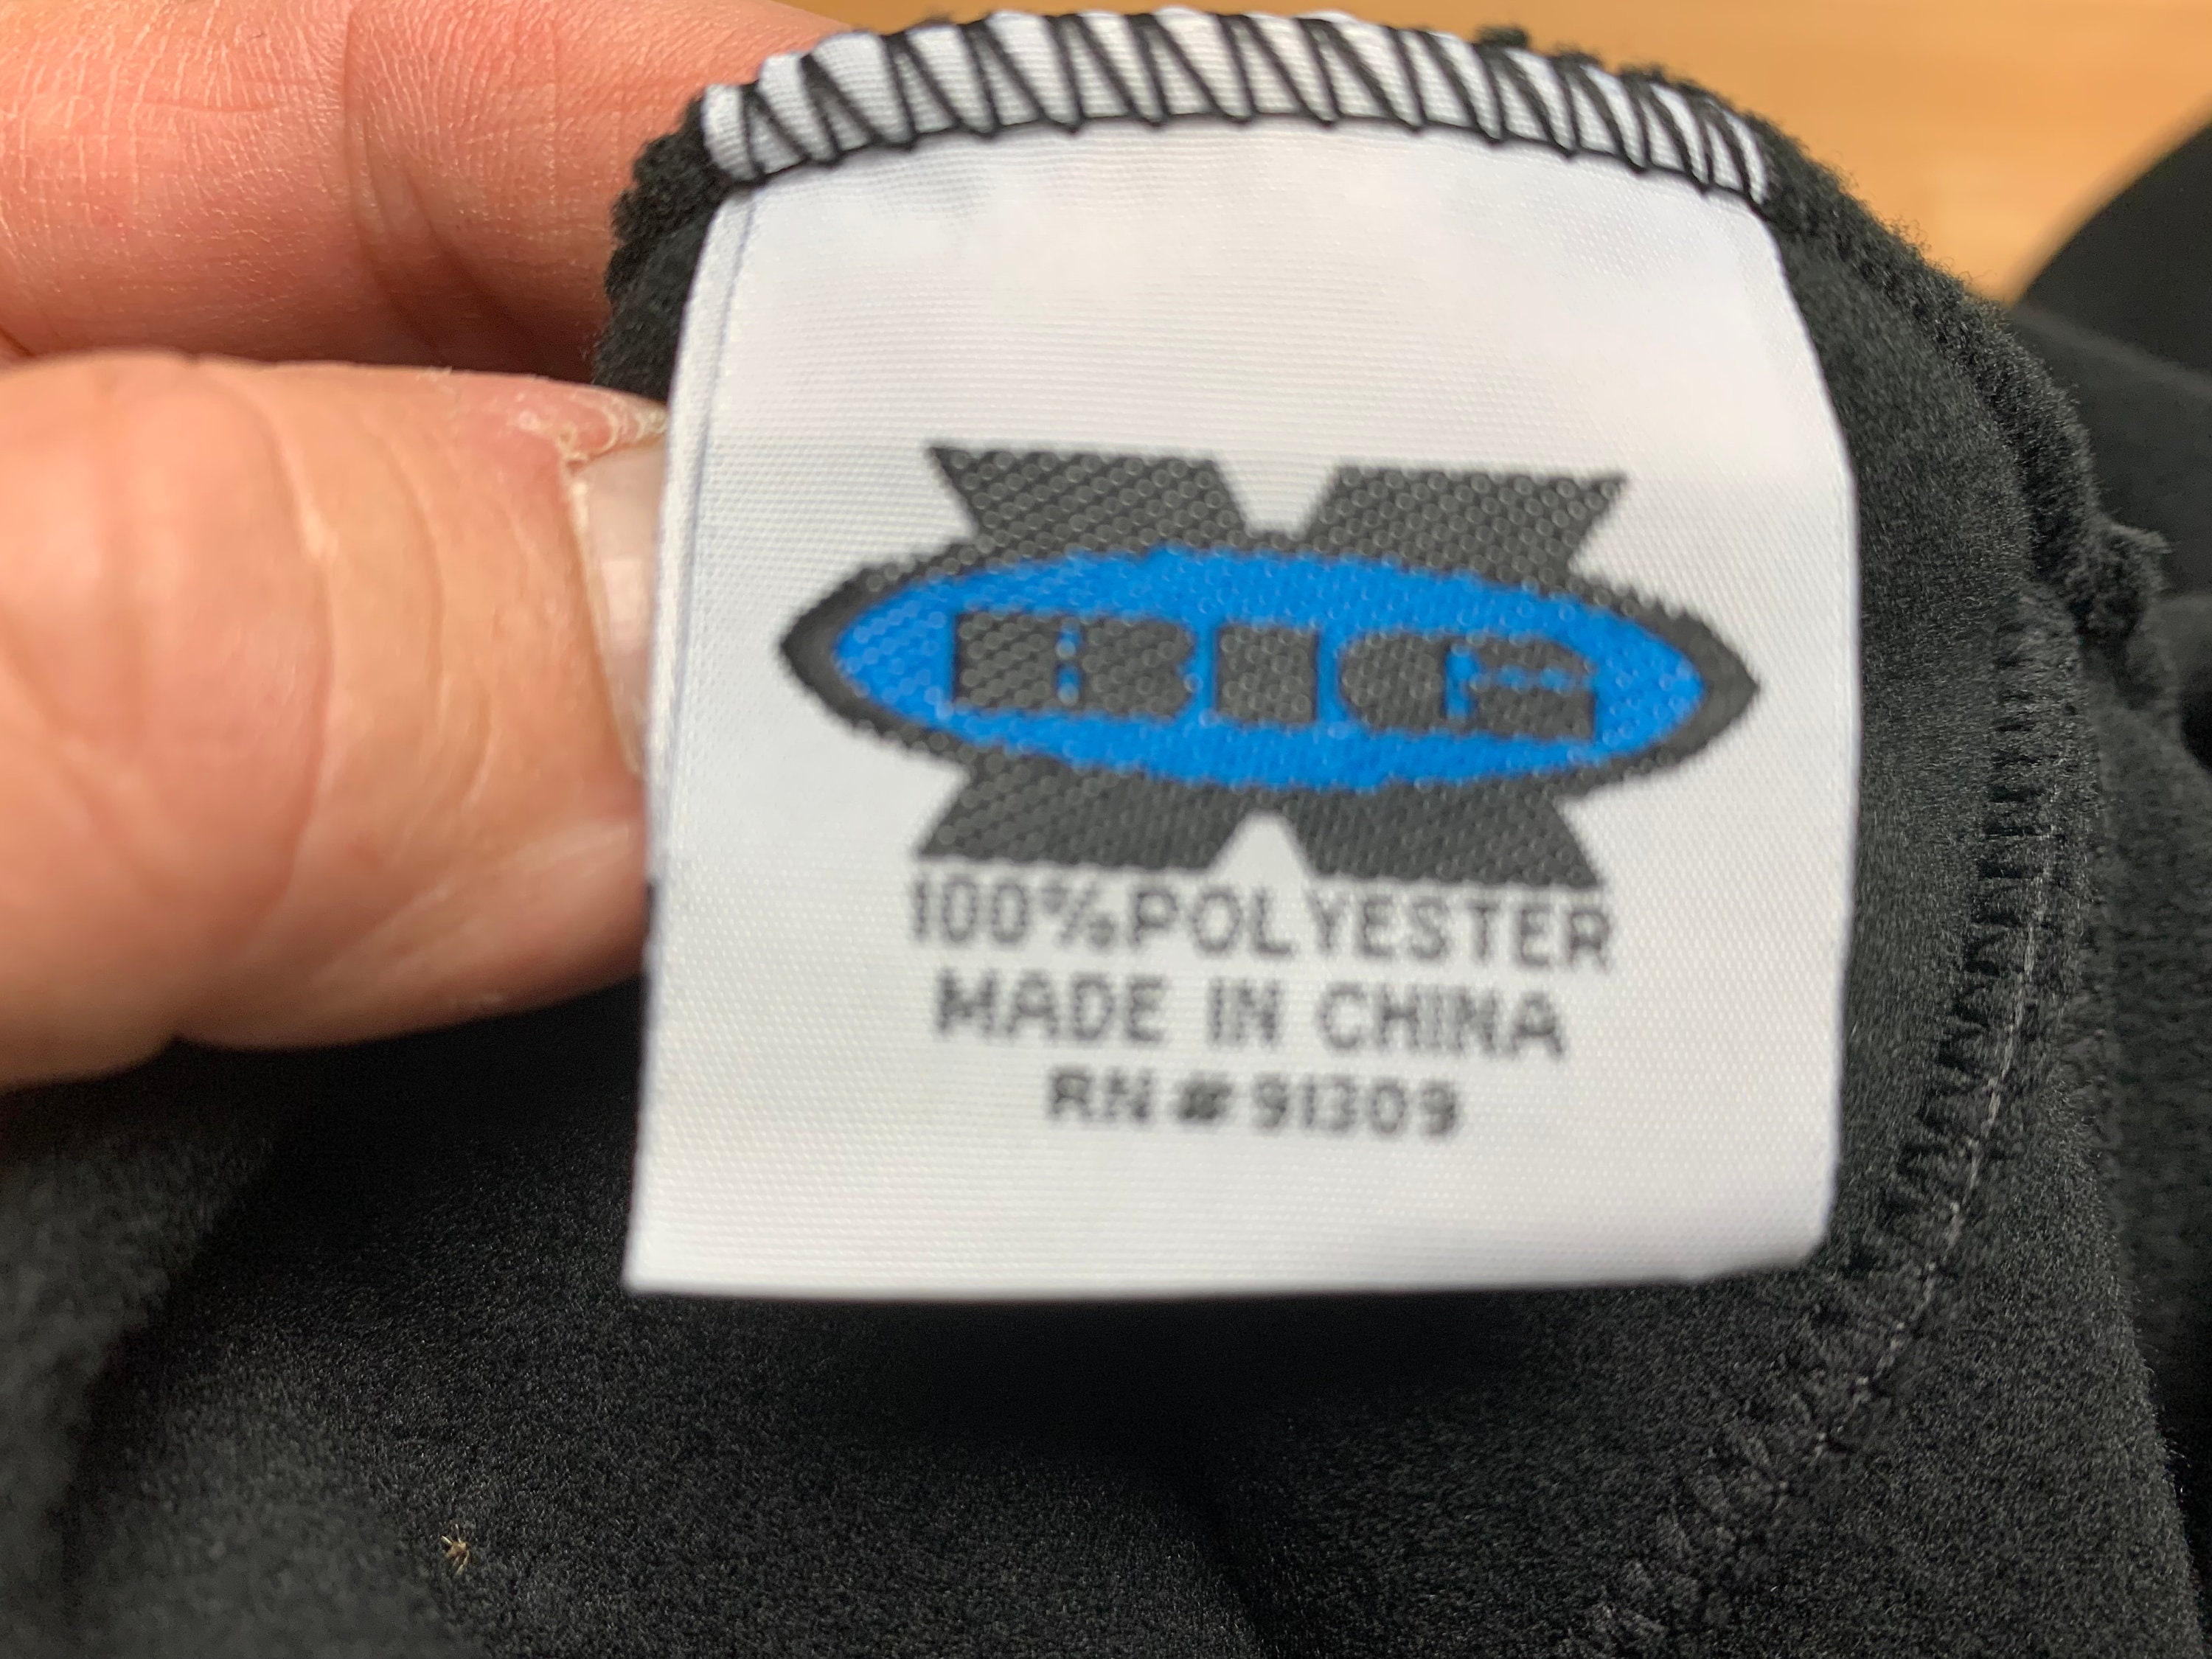 X
BIG
100%POLYESTER
MADE IN CHINA
RN # 91309